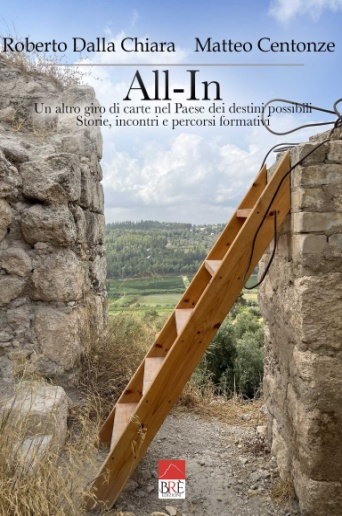 Roberto Dalla Chiara Matteo Centonze
All-In
Un altro giro di carte nel Paese dei destini possibili
Storie, incontri e percorsi formativi
BRÈ
EDIZIONI